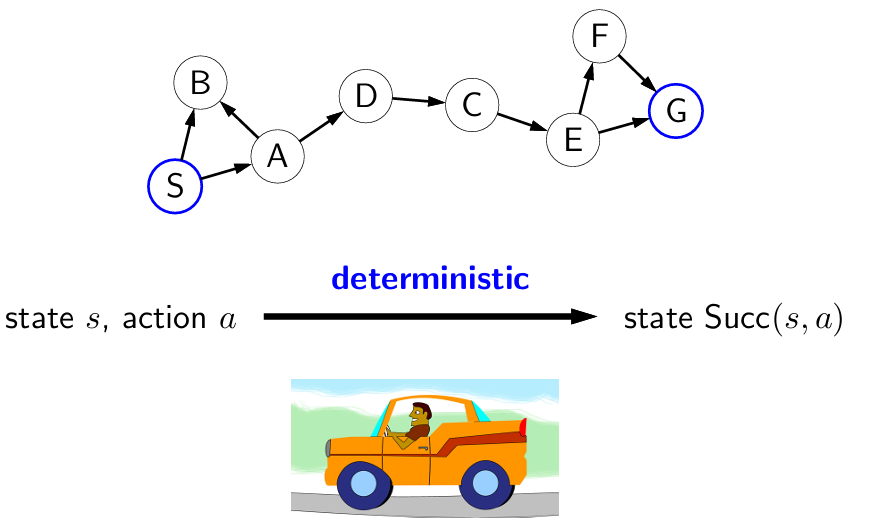 F
B
D
C
G
E
A
S
deterministic
state s, action a
state Succ(s, a)